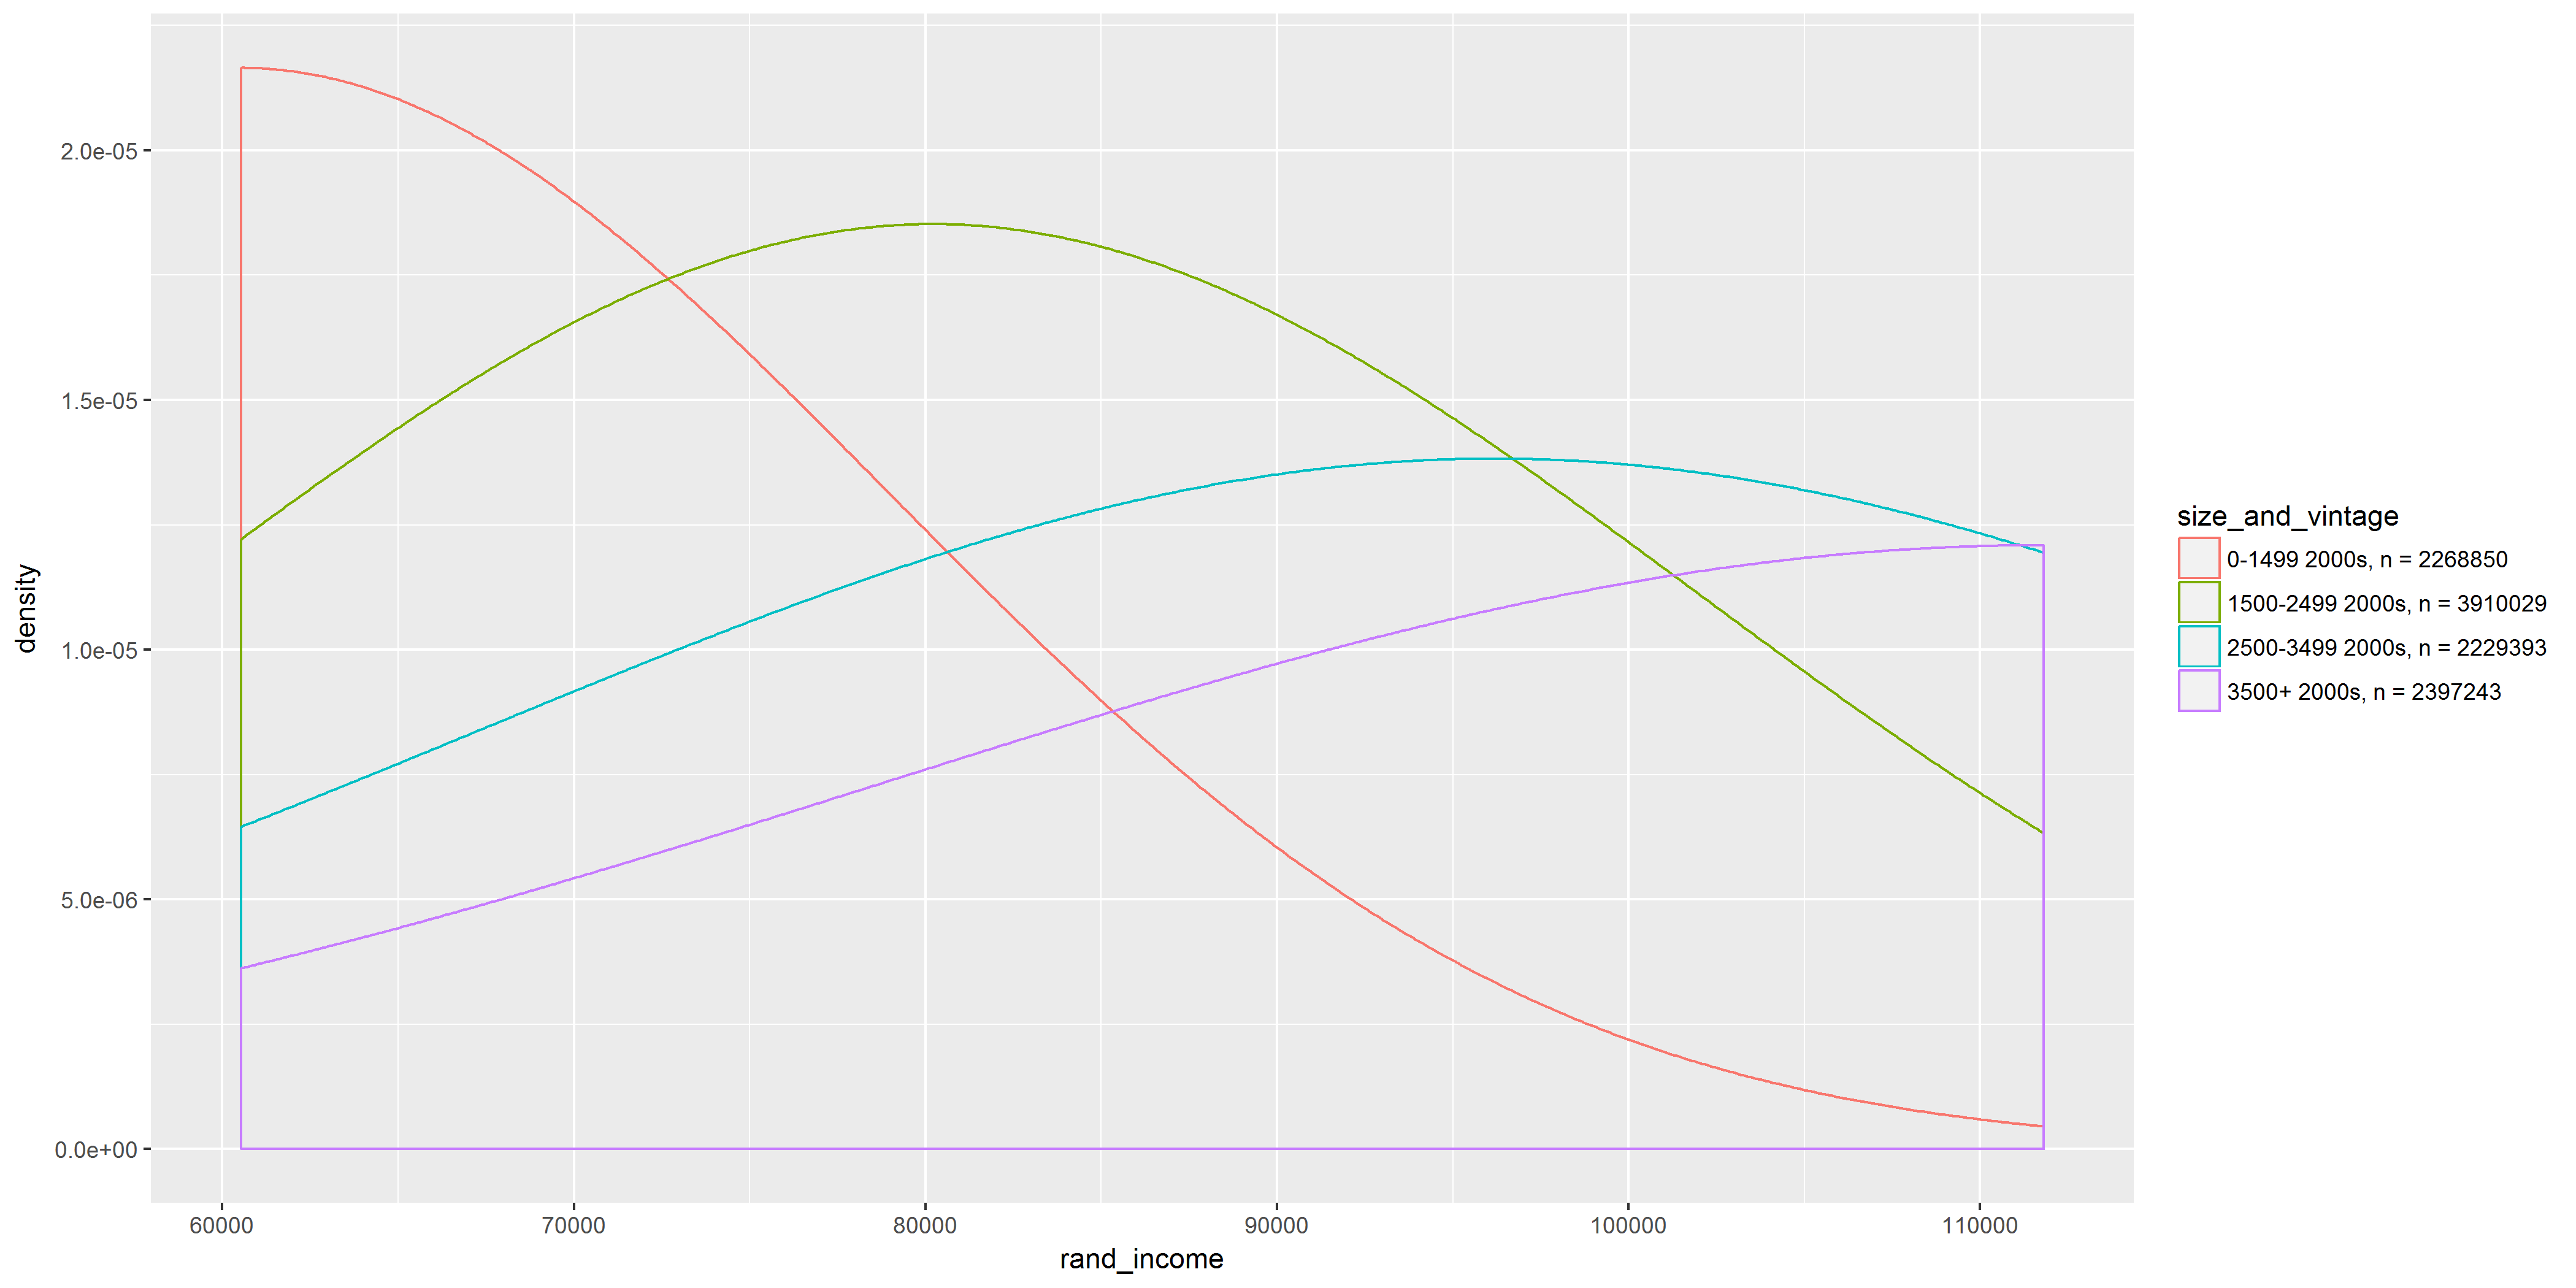 2.0e-05
1.5e-05
1.0e-05
5.0e-06
0.0e+00
density
60000 70000 80000 90000 100000 110000
rand_income
size_and_vintage
0-1499 2000s, n = 2268850
1500-2499 2000s, n = 3910029
2500-3499 2000s, n = 2229393
3500+ 2000s, n = 2397243